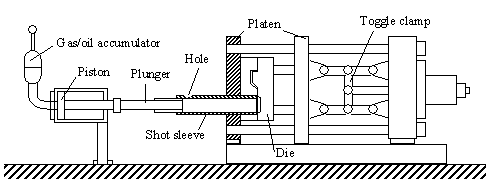 Platen
Toggle clamp
Gas/oil accumulator
Hole
Piston
Plunger
Shot sleeve
Die